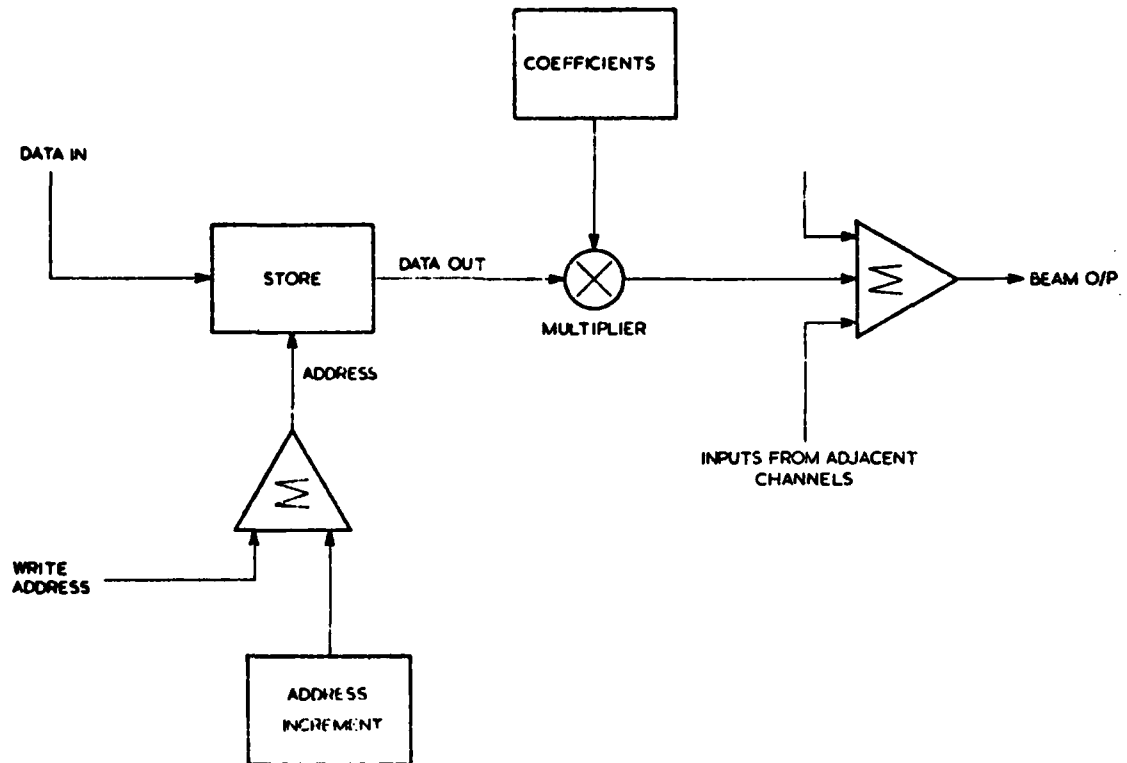 COEFFICIENTS
DATA IN
STORE
DATA OUT
MULTIPLIER
Σ
BEAM O/P
ADDRESS
INPUTS FROM ADJACENT
CHANNELS
Σ
WRITE
ADDRESS
ADDRESS
INCREMENT